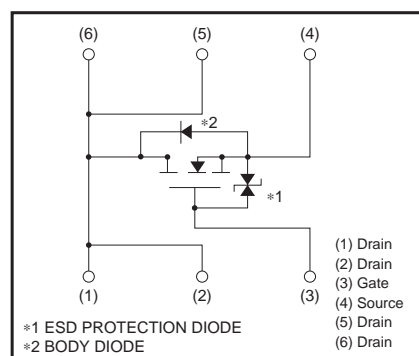 (6) (5) (4)
∗2
∗1
(1) (2) (3)
(1) Drain
(2) Drain
(3) Gate
(4) Source
(5) Drain
(6) Drain
∗1 ESD PROTECTION DIODE
∗2 BODY DIODE